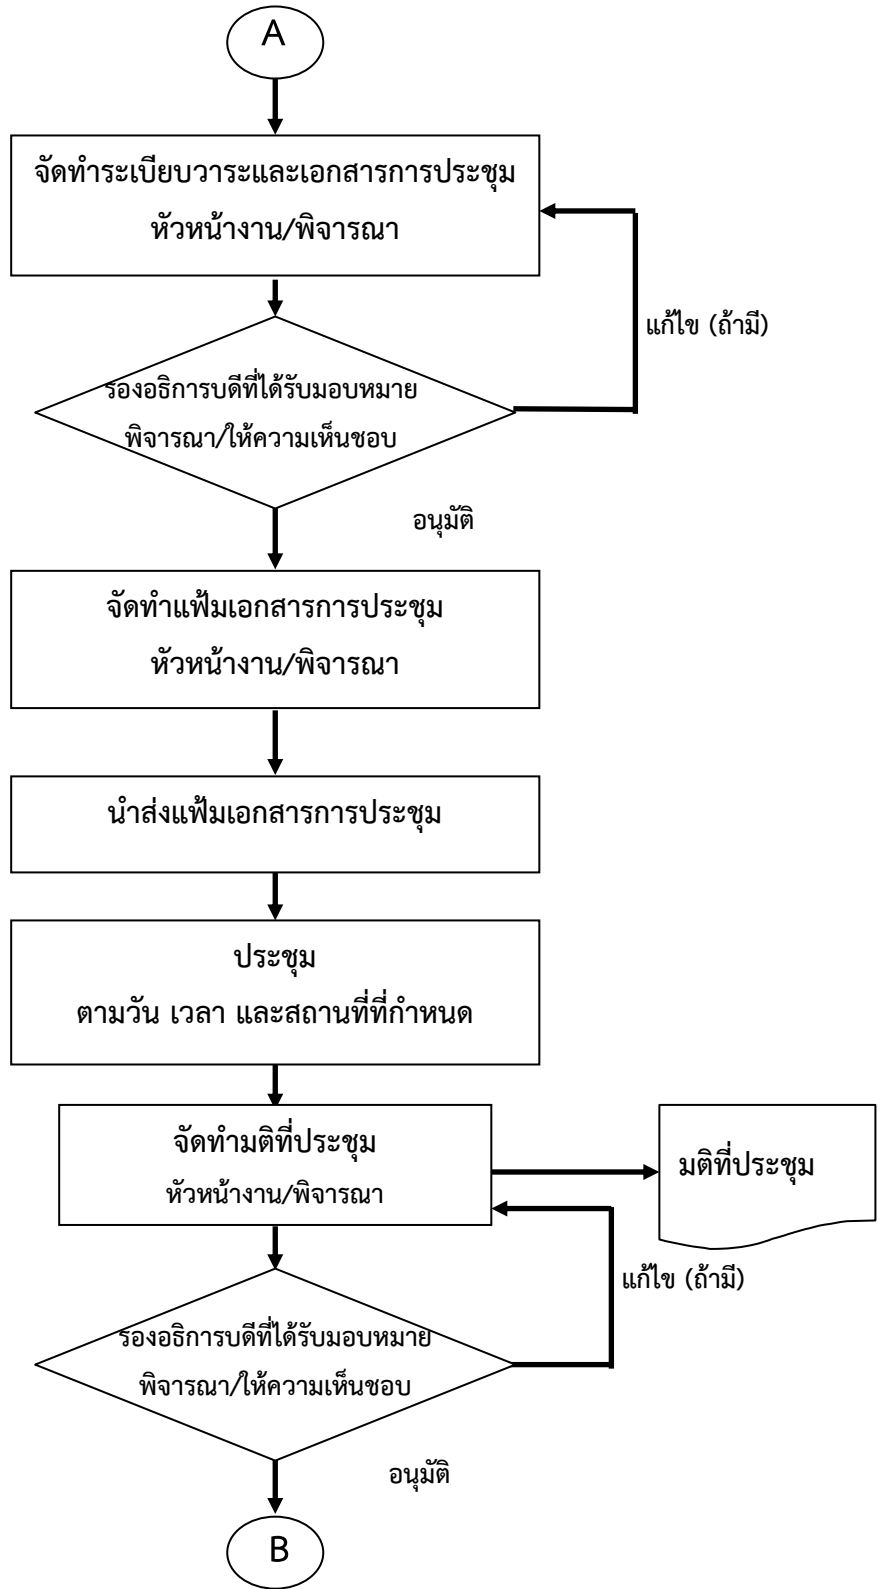 A
จัดทำระเบียบวาระและเอกสารการประชุม
หัวหน้างาน/พิจารณา
แก้ไข (ถ้ามี)
รองอธิการบดีที่ได้รับมอบหมาย
พิจารณา/ให้ความเห็นชอบ
อนุมัติ
จัดทำแฟ้มเอกสารการประชุม
หัวหน้างาน/พิจารณา
นำส่งแฟ้มเอกสารการประชุม
ประชุม
ตามวัน เวลา และสถานที่ที่กำหนด
จัดทำมติที่ประชุม
หัวหน้างาน/พิจารณา
มติที่ประชุม
แก้ไข (ถ้ามี)
รองอธิการบดีที่ได้รับมอบหมาย
พิจารณา/ให้ความเห็นชอบ
อนุมัติ
B